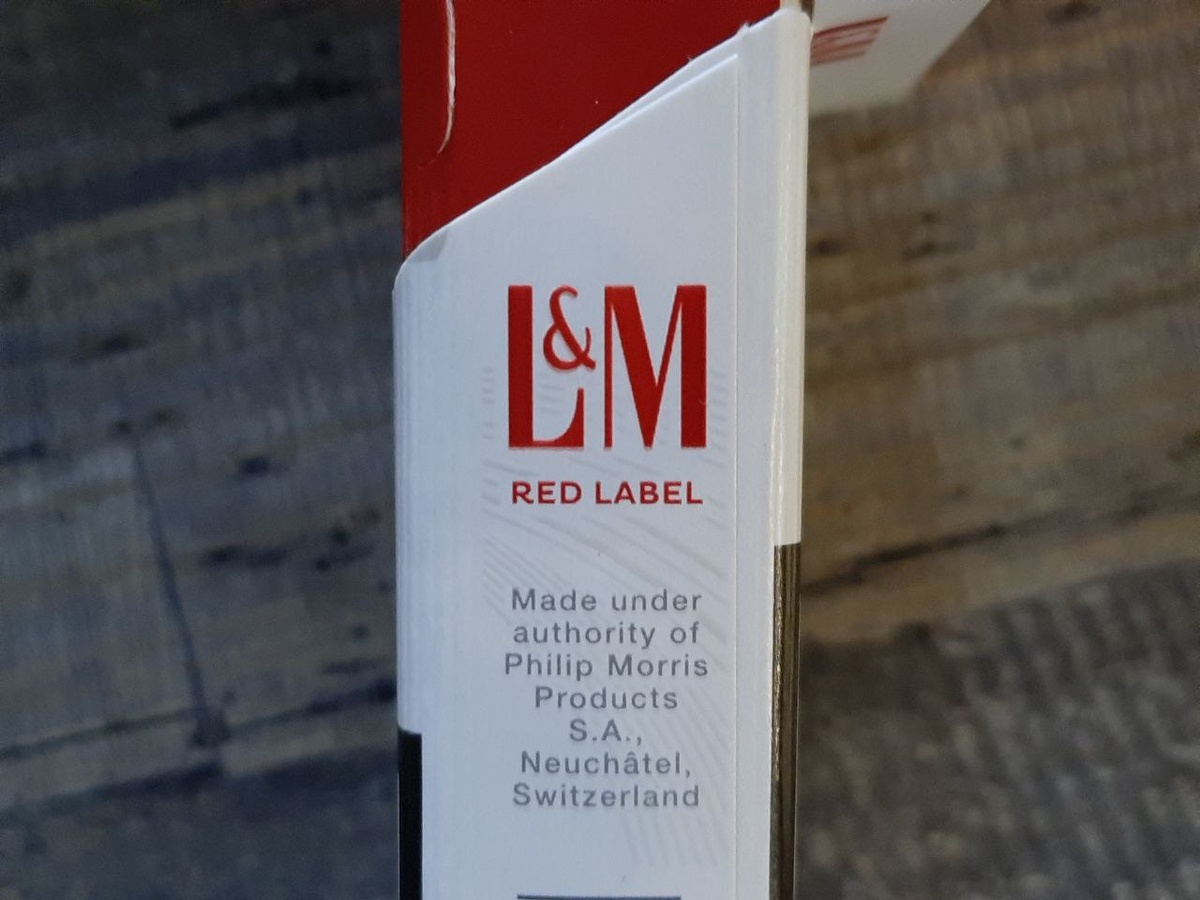 L&M
RED LABEL
Made under
authority of
Philip Morris
Products
S.A.,
Neuchâtel,
Switzerland